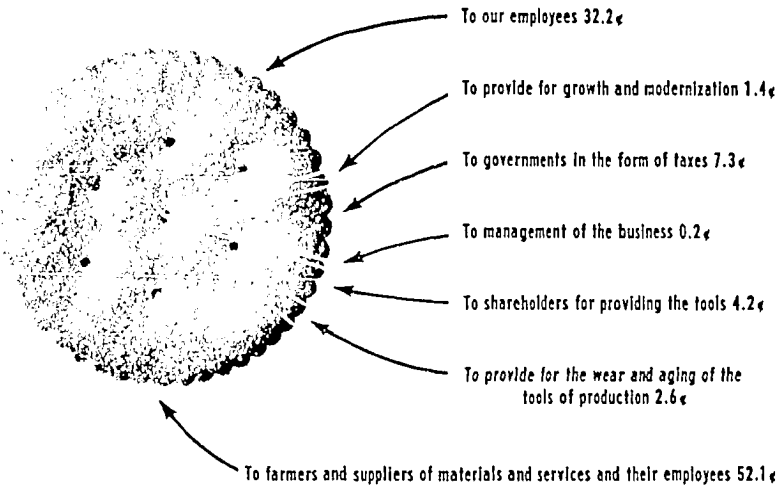 To our employees 32.2¢
To provide for growth and modernization 1.4¢
To governments in the form of taxes 7.3¢
To management of the business 0.2¢
To shareholders for providing the tools 4.2¢
To provide for the wear and aging of the
tools of production 2.6¢
To farmers and suppliers of materials and services and their employees 52.1¢